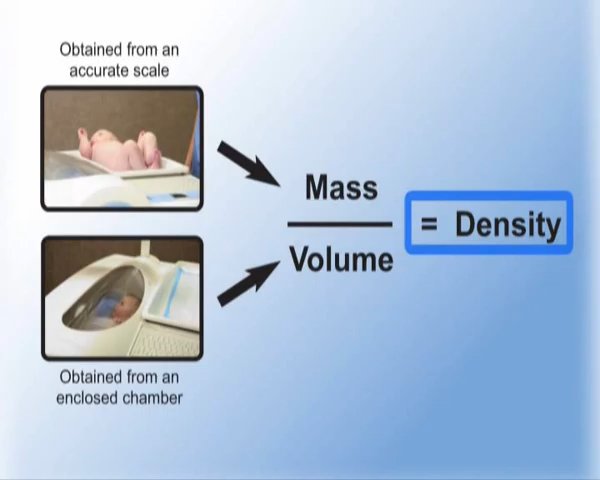 Obtained from an
accurate scale
Mass
Volume
= Density
Obtained from an
enclosed chamber